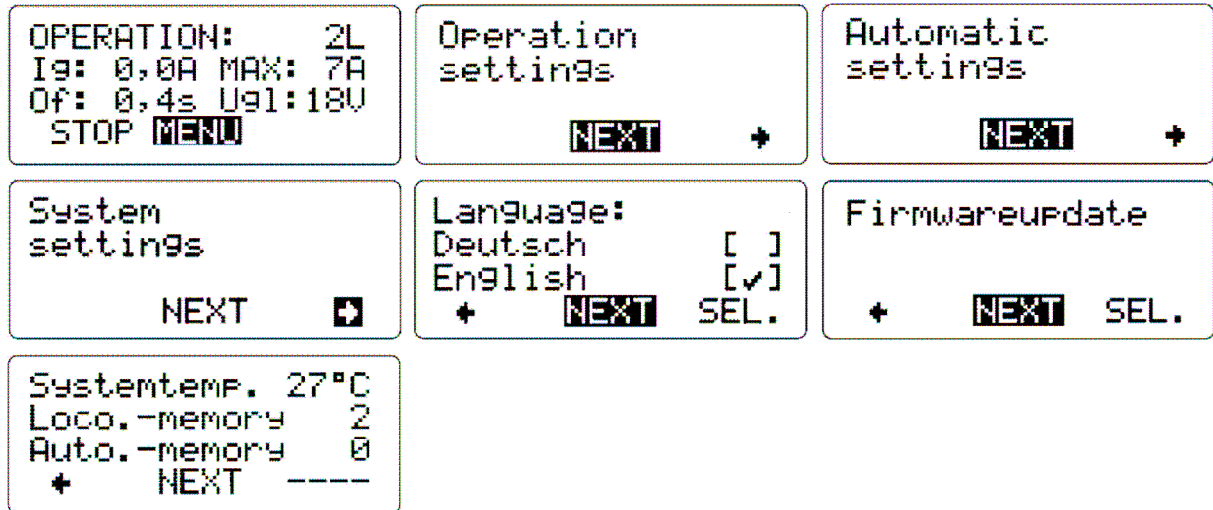 OPERATION: 2L
Ig: 0,0A MAX: 7A
Of: 0,4s Ugl:18V
STOP MENU
Operation
settings
NEXT →
Automatic
settings
NEXT →
System
settings
NEXT →
Language:
Deutsch [ ]
English [✓]
← NEXT SEL.
Firmwareupdate
← NEXT SEL.
Systemtemp. 27°C
Loco.-memory 2
Auto.-memory 0
← NEXT ----